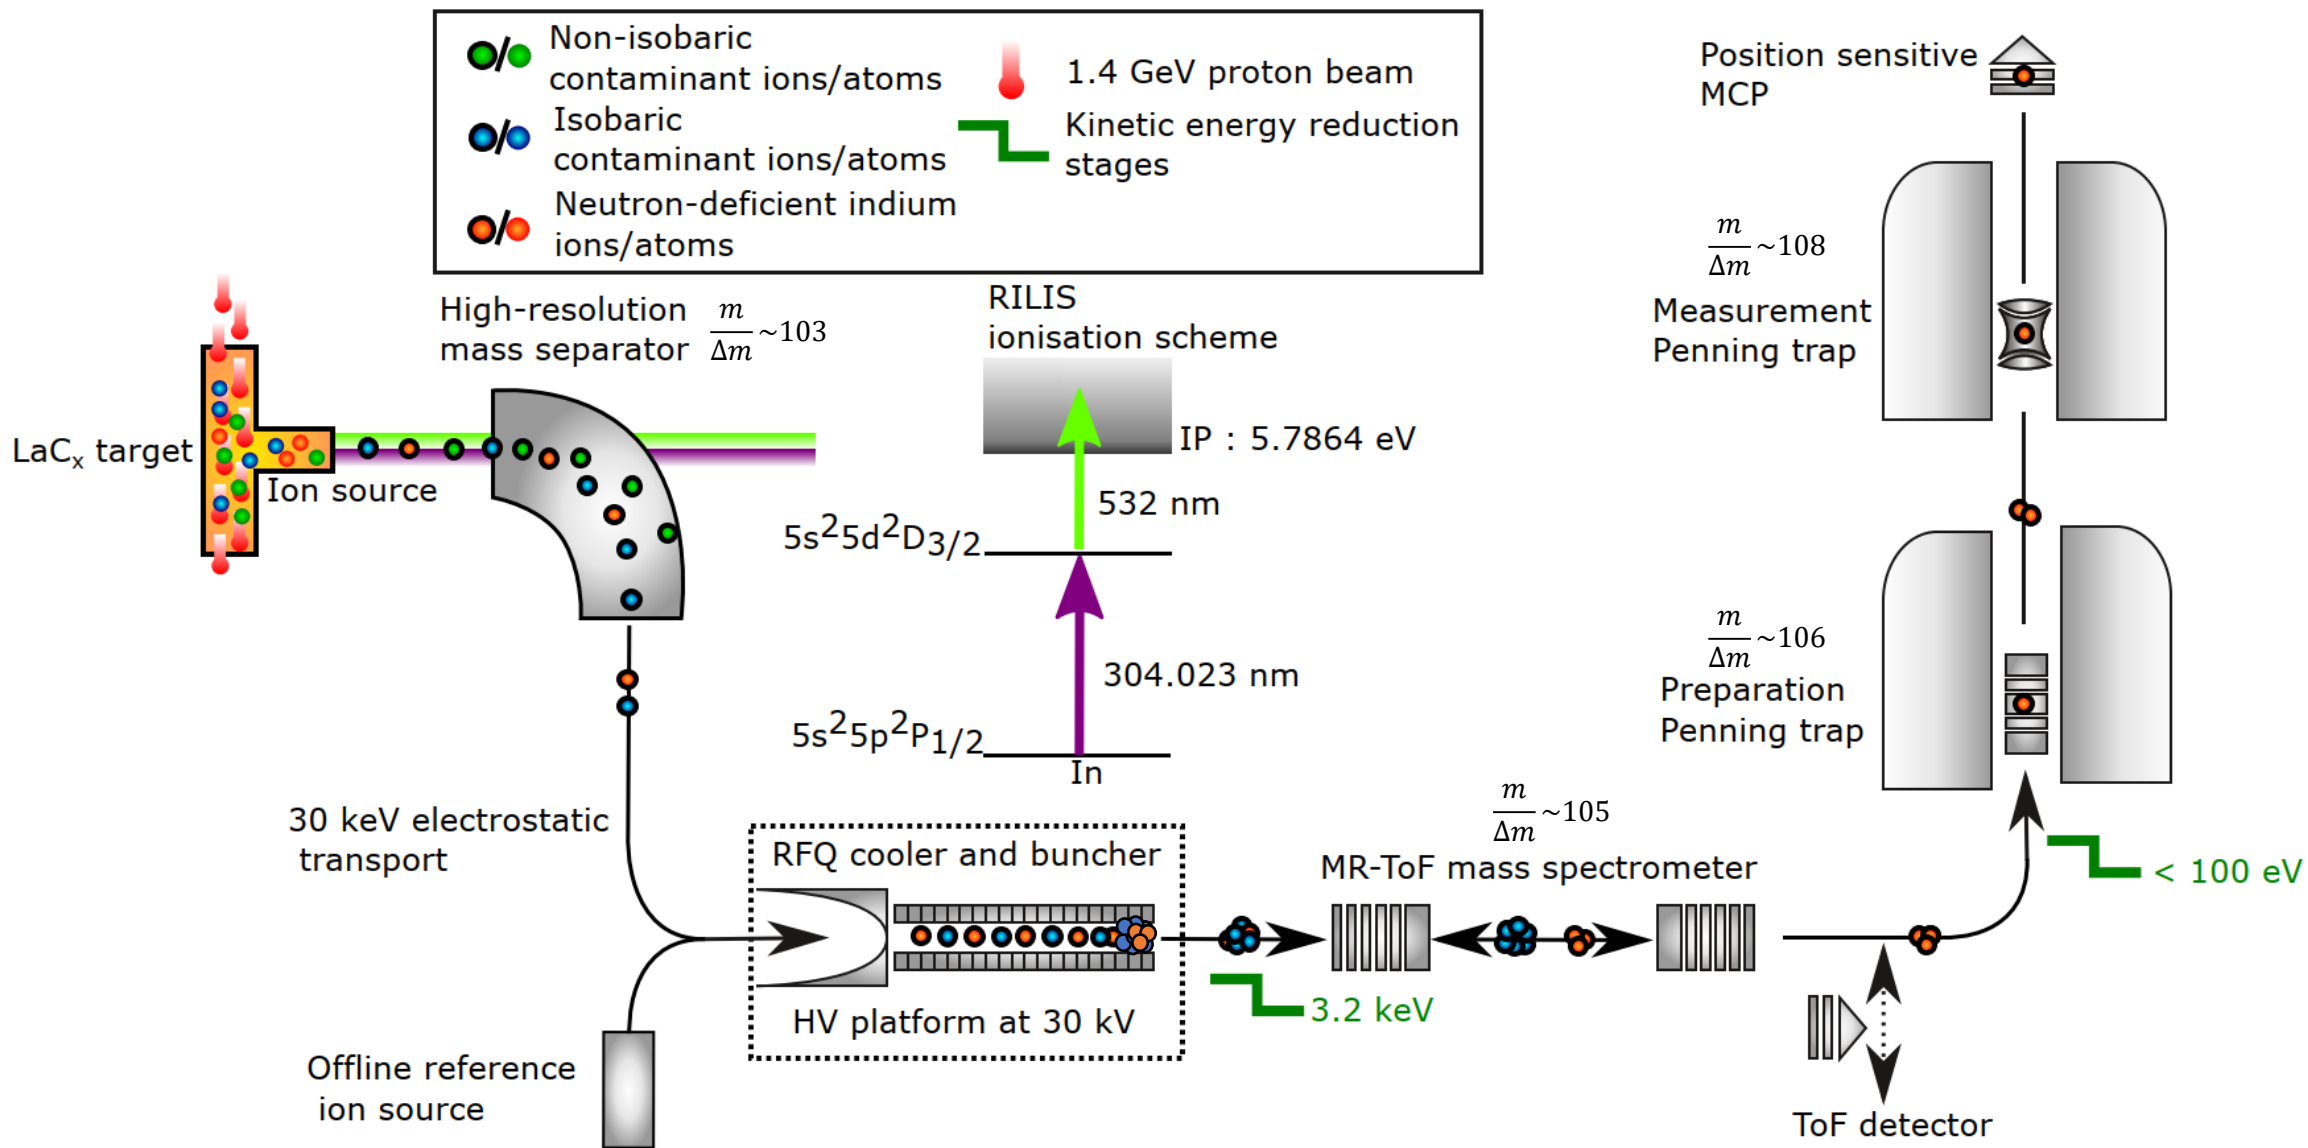 Non-isobaric
contaminant ions/atoms
Isobaric
contaminant ions/atoms
Neutron-deficient indium
ions/atoms
1.4 GeV proton beam
Kinetic energy reduction
stages
Position sensitive
MCP
m/Δm ~108
Measurement
Penning trap
High-resolution
mass separator
m/Δm ~103
RILIS
ionisation scheme
IP : 5.7864 eV
532 nm
5s²5d²D₃/₂
304.023 nm
5s²5p²P₁/₂
In
LaCₓ target
Ion source
m/Δm ~106
Preparation
Penning trap
30 keV electrostatic
transport
RFQ cooler and buncher
HV platform at 30 kV
m/Δm ~105
MR-ToF mass spectrometer
3.2 keV
< 100 eV
Offline reference
ion source
ToF detector